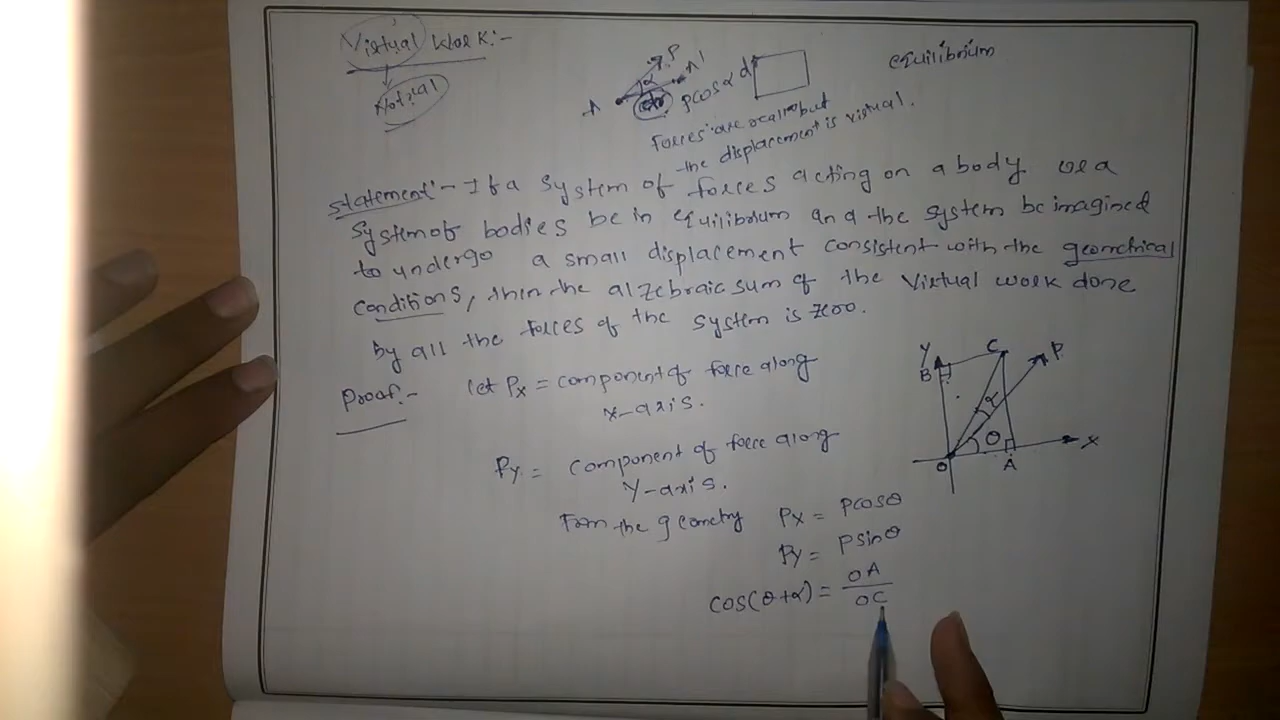 Virtual Work:-
Not real
P
α
A
A'
Pcosα d
equilibrium
Forces are real but
the displacement is virtual.
Statement:- If a system of forces acting on a body or a
system of bodies be in equilibrium and the system be imagined
to undergo a small displacement consistent with the geometrical
conditions, then the algebraic sum of the virtual work done
by all the forces of the system is zero.
Proof:- let Px = component of force along
x-axis.
Py = component of force along
Y-axis.
From the geometry Px = Pcosθ
Py = Psinθ
cos(θ+α) = OA
OC
Y
C
P
B
α
θ
O
A
X